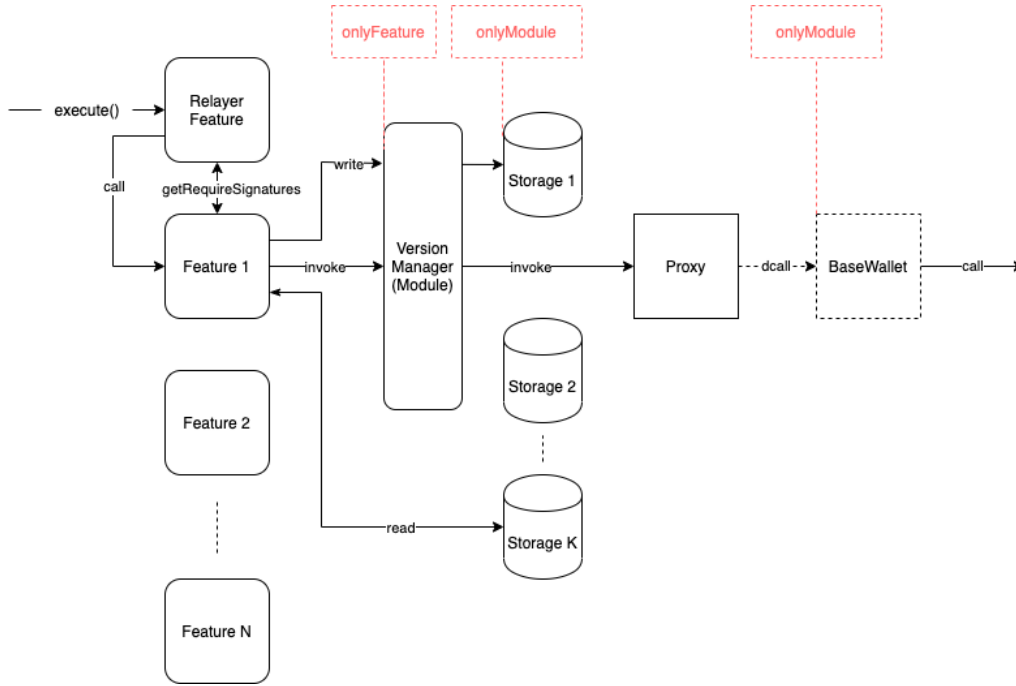 onlyFeature
onlyModule
onlyModule
execute()
Relayer
Feature
call
getRequireSignatures
write
Storage 1
Feature 1
invoke
Version
Manager
(Module)
invoke
Proxy
dcall
BaseWallet
call
Storage 2
Feature 2
read
Storage K
Feature N